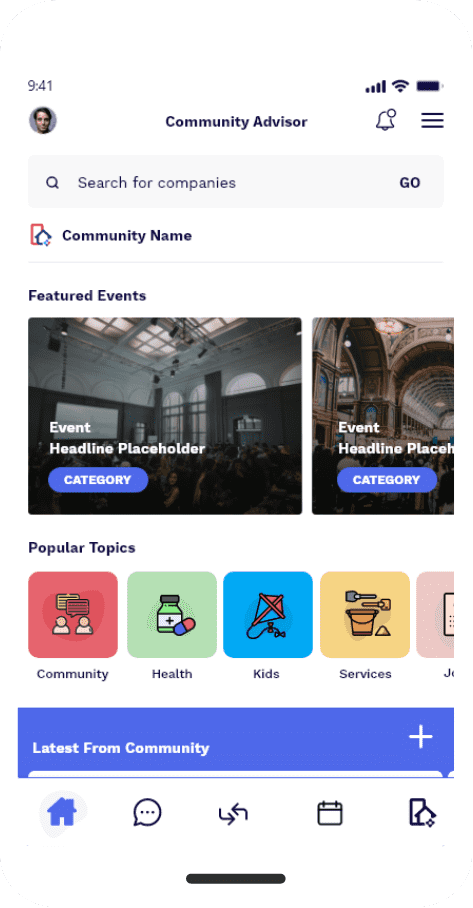 9:41
Community Advisor
Search for companies
GO
Community Name
Featured Events
Event
Headline Placeholder
CATEGORY
Event
Headline Placeh
CATEGORY
Popular Topics
Community
Health
Kids
Services
Latest From Community